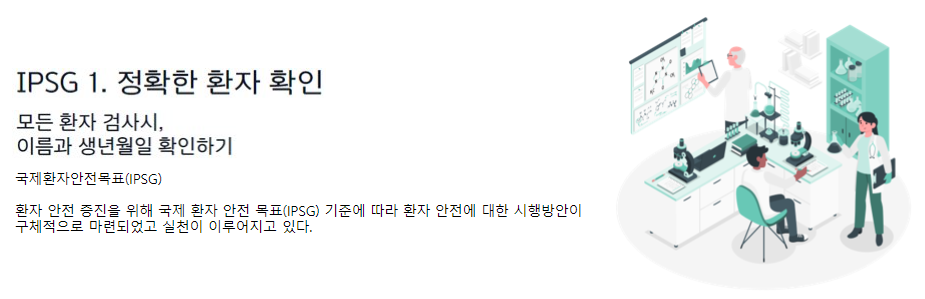 IPSG 1. 정확한 환자 확인
모든 환자 검사시,
이름과 생년월일 확인하기
국제환자안전목표(IPSG)
환자 안전 증진을 위해 국제 환자 안전 목표(IPSG) 기준에 따라 환자 안전에 대한 시행방안이
구체적으로 마련되었고 실천이 이루어지고 있다.